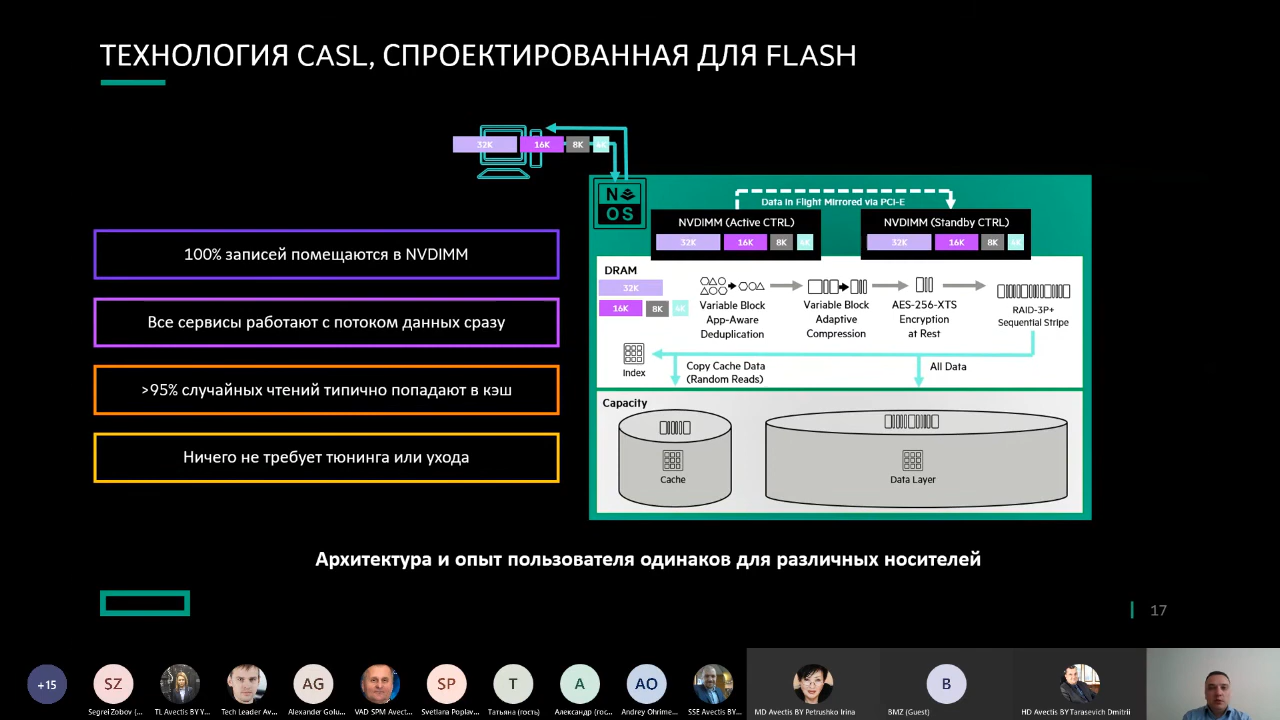 ТЕХНОЛОГИЯ CASL, СПРОЕКТИРОВАННАЯ ДЛЯ FLASH
32K 16K 8K 4K
N
OS
Data in Flight Mirrored via PCI-E
NVDIMM (Active CTRL)
32K 16K 8K 4K
NVDIMM (Standby CTRL)
32K 16K 8K 4K
100% записей помещаются в NVDIMM
Все сервисы работают с потоком данных сразу
>95% случайных чтений типично попадают в кэш
Ничего не требует тюнинга или ухода
DRAM
32K
16K 8K 4K
Variable Block
App-Aware
Deduplication
Variable Block
Adaptive
Compression
AES-256-XTS
Encryption
at Rest
RAID-3P+
Sequential Stripe
Index
Copy Cache Data
(Random Reads)
All Data
Capacity
Cache
Data Layer
Архитектура и опыт пользователя одинаков для различных носителей
17
+15
SZ
AG
SP
T
A
AO
B
Segrei Zobov (...
TL Avectis BY Y...
Tech Leader Av...
Alexander Golu...
VAD SPM Avect...
Svetlana Poplav...
Татьяна (гость)
Александр (гос...
Andrey Ohrime...
SSE Avectis BY...
MD Avectis BY Petrushko Irina
BMZ (Guest)
HD Avectis BY Tarasevich Dmitrii